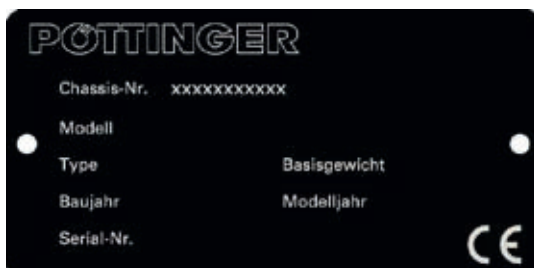 PÖTTINGER
Chassis-Nr. xxxxxxxxxxx
Modell
Type Basisgewicht
Baujahr Modelljahr
Serial-Nr.
CE